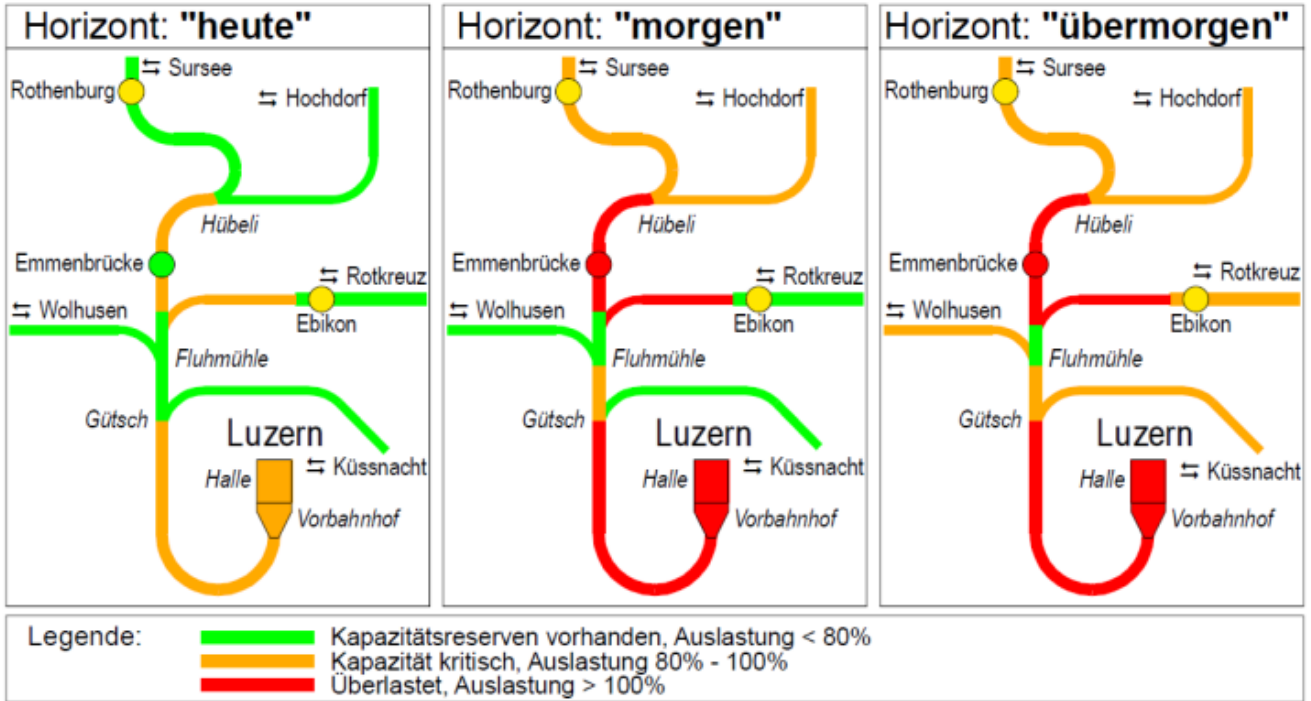 Horizont: "heute"
⇆ Sursee
Rothenburg
⇆ Hochdorf
Hübeli
Emmenbrücke
⇆ Rotkreuz
⇆ Wolhusen
Ebikon
Fluhmühle
Gütsch
Luzern
Halle
⇆ Küssnacht
Vorbahnhof
Horizont: "morgen"
⇆ Sursee
Rothenburg
⇆ Hochdorf
Hübeli
Emmenbrücke
⇆ Rotkreuz
⇆ Wolhusen
Ebikon
Fluhmühle
Gütsch
Luzern
Halle
⇆ Küssnacht
Vorbahnhof
Horizont: "übermorgen"
⇆ Sursee
Rothenburg
⇆ Hochdorf
Hübeli
Emmenbrücke
⇆ Rotkreuz
⇆ Wolhusen
Ebikon
Fluhmühle
Gütsch
Luzern
Halle
⇆ Küssnacht
Vorbahnhof
Legende:
Kapazitätsreserven vorhanden, Auslastung < 80%
Kapazität kritisch, Auslastung 80% - 100%
Überlastet, Auslastung > 100%